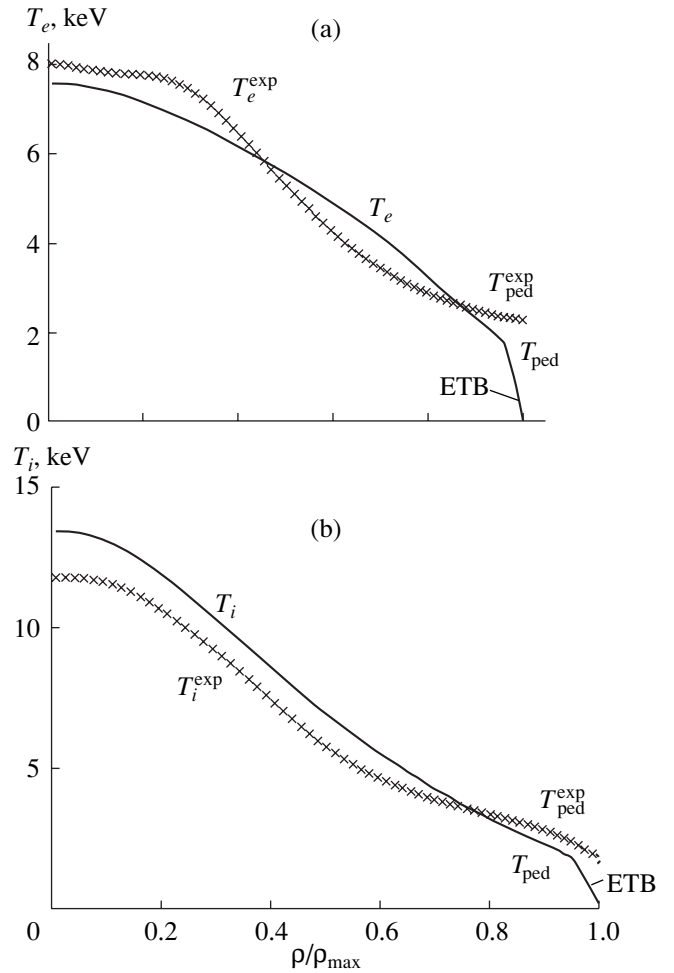 T_e, keV
(a)
8
T_e^exp
6
T_e
4
T_ped^exp
2
T_ped
ETB
0
T_i, keV
15
(b)
T_i
10
T_i^exp
5
T_ped^exp
T_ped
ETB
0 0.2 0.4 0.6 0.8 1.0
ρ/ρ_max